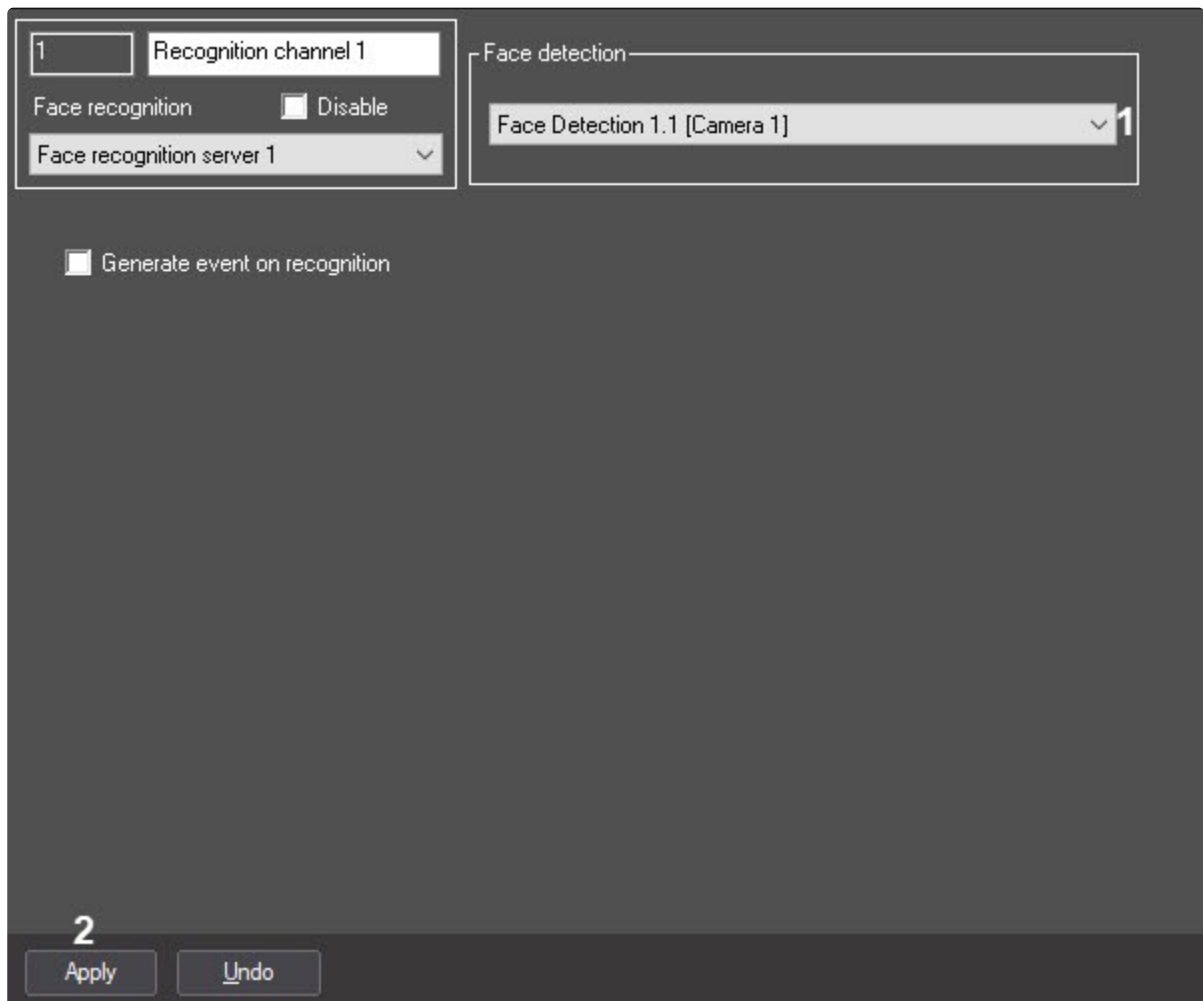 1
Recognition channel 1
Face recognition
Disable
Face recognition server 1
Face detection
Face Detection 1.1 [Camera 1]
1
Generate event on recognition
2
Apply
Undo